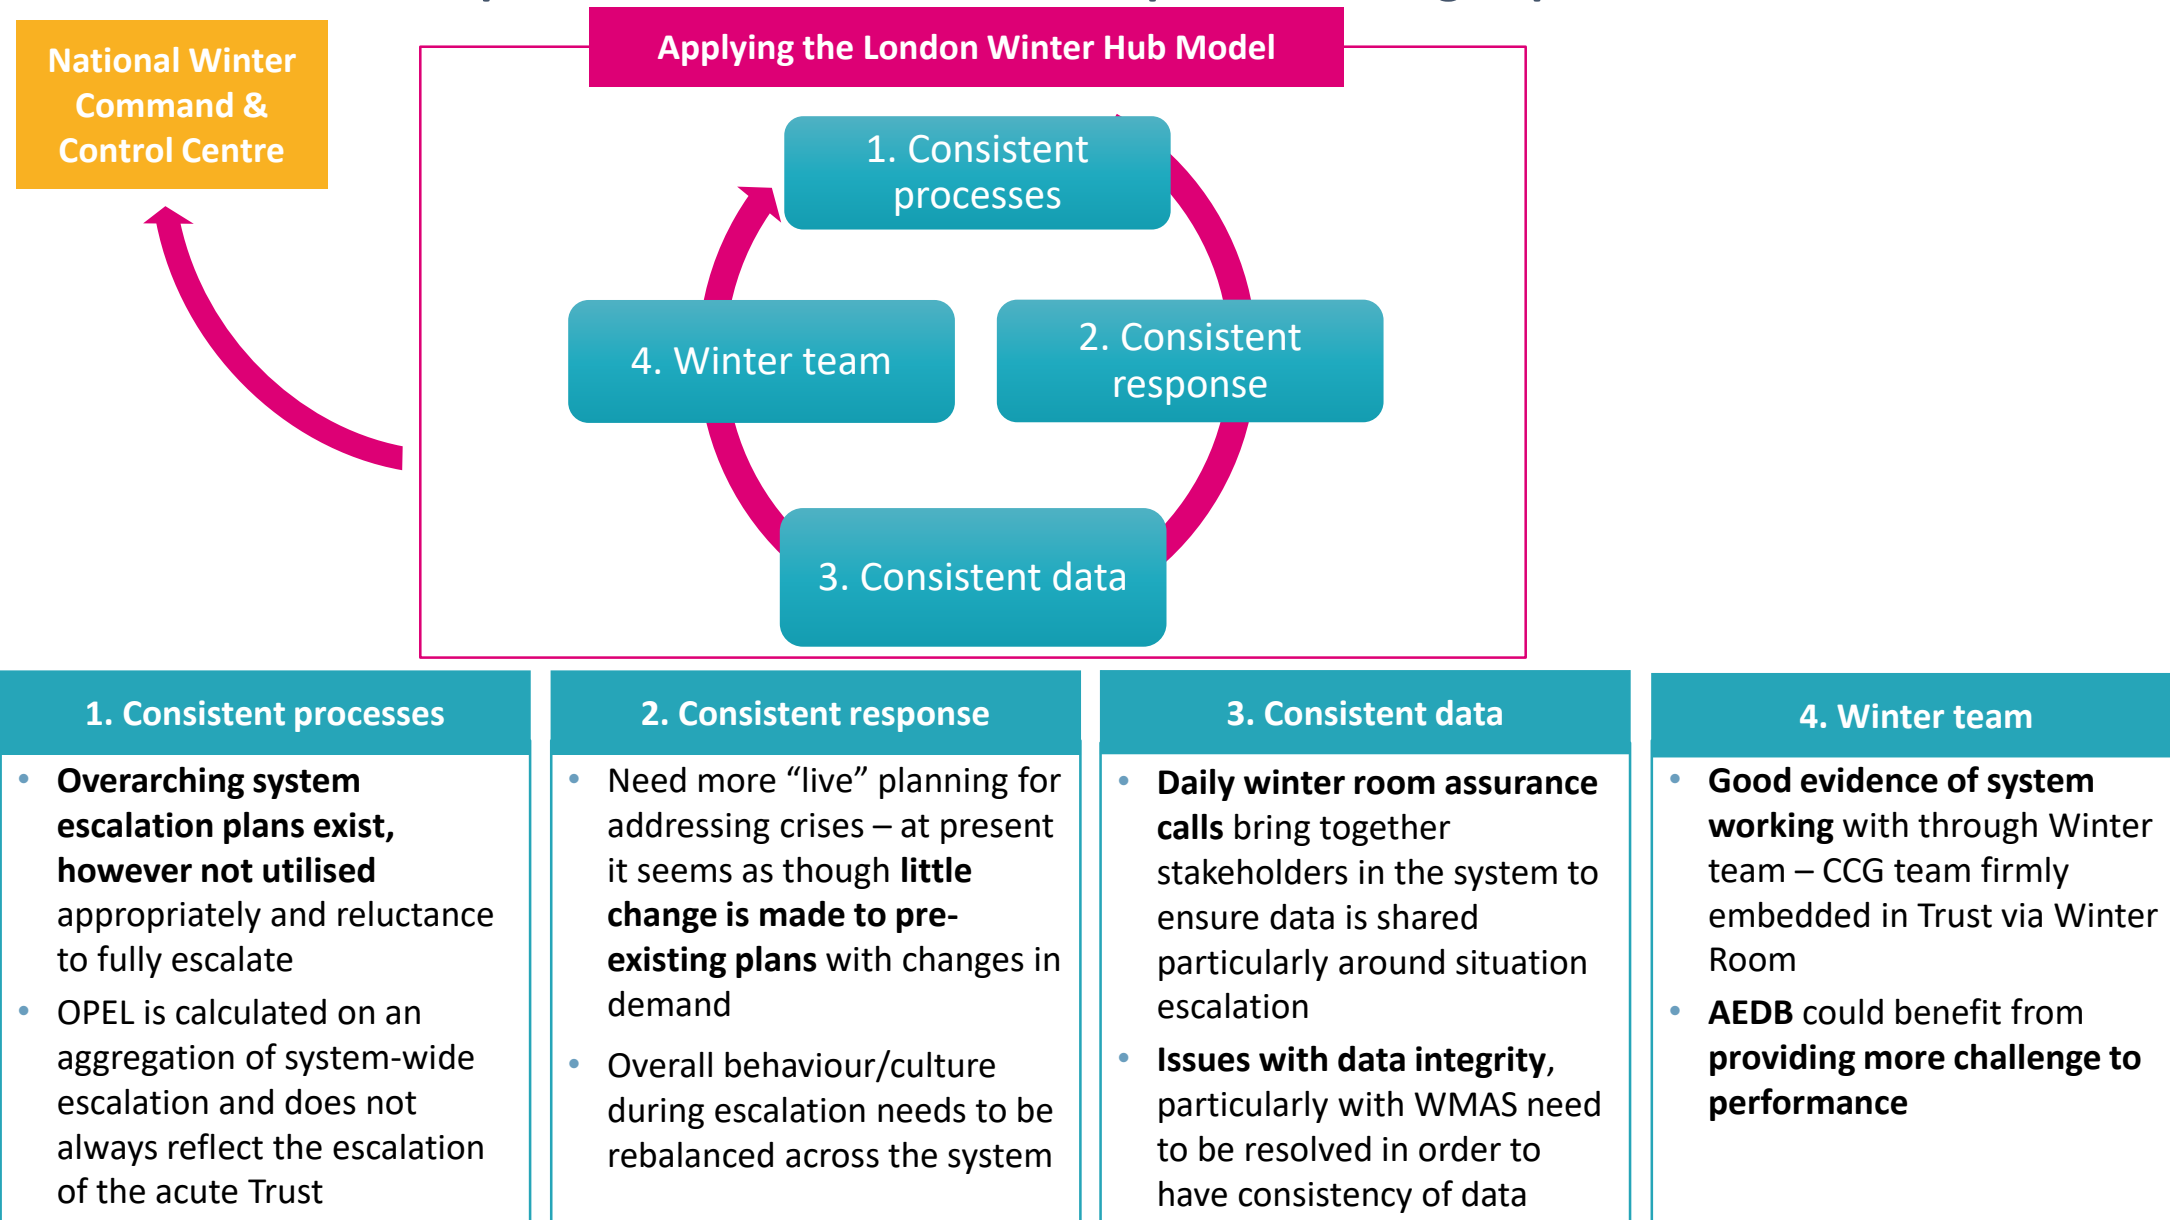 National Winter
Command &
Control Centre
Applying the London Winter Hub Model
1. Consistent
processes
2. Consistent
response
3. Consistent data
4. Winter team
1. Consistent processes
• Overarching system
escalation plans exist,
however not utilised
appropriately and reluctance
to fully escalate
• OPEL is calculated on an
aggregation of system-wide
escalation and does not
always reflect the escalation
of the acute Trust
2. Consistent response
• Need more “live” planning for
addressing crises – at present
it seems as though little
change is made to pre-
existing plans with changes in
demand
• Overall behaviour/culture
during escalation needs to be
rebalanced across the system
3. Consistent data
• Daily winter room assurance
calls bring together
stakeholders in the system to
ensure data is shared
particularly around situation
escalation
• Issues with data integrity,
particularly with WMAS need
to be resolved in order to
have consistency of data
4. Winter team
• Good evidence of system
working with through Winter
team – CCG team firmly
embedded in Trust via Winter
Room
• AEDB could benefit from
providing more challenge to
performance